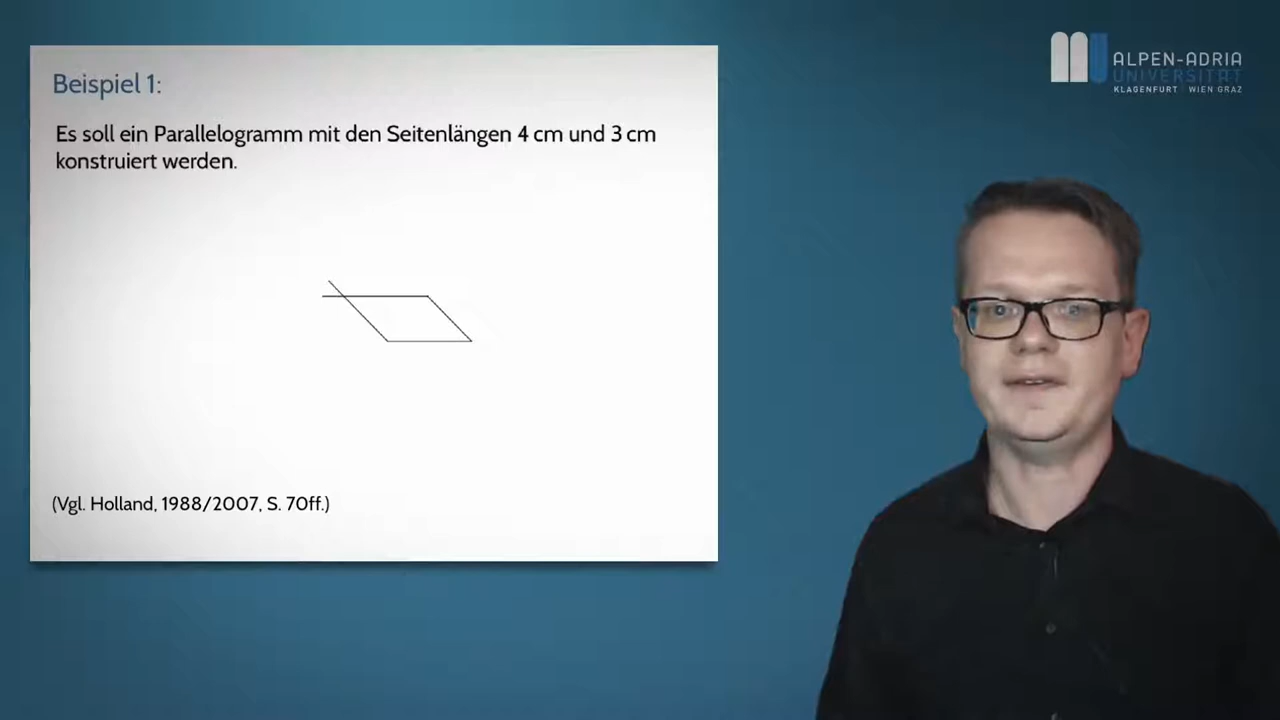 Beispiel 1:
Es soll ein Parallelogramm mit den Seitenlängen 4 cm und 3 cm
konstruiert werden.
(Vgl. Holland, 1988/2007, S. 70ff.)
ALPEN-ADRIA
UNIVERSITÄT
KLAGENFURT WIEN GRAZ